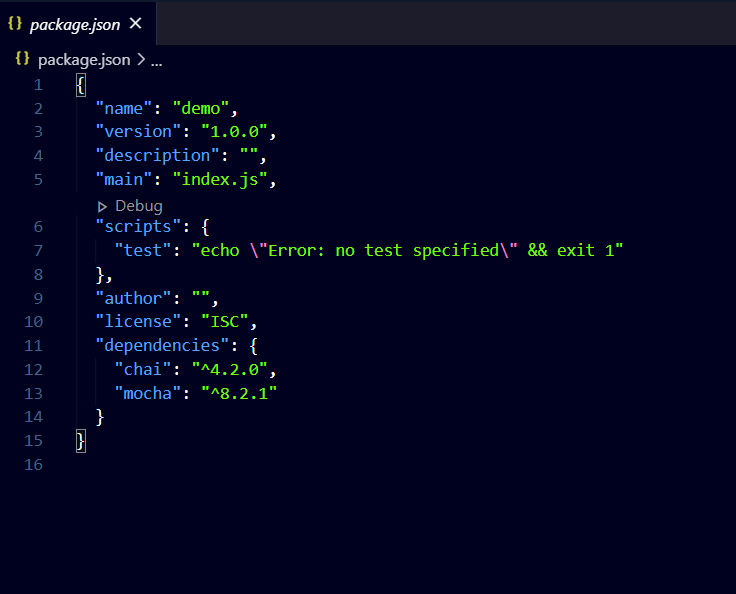 {} package.json ×
{} package.json > ...
1 {
2   "name": "demo",
3   "version": "1.0.0",
4   "description": "",
5   "main": "index.js",
▷ Debug
6   "scripts": {
7     "test": "echo \"Error: no test specified\" && exit 1"
8   },
9   "author": "",
10   "license": "ISC",
11   "dependencies": {
12     "chai": "^4.2.0",
13     "mocha": "^8.2.1"
14   }
15 }
16